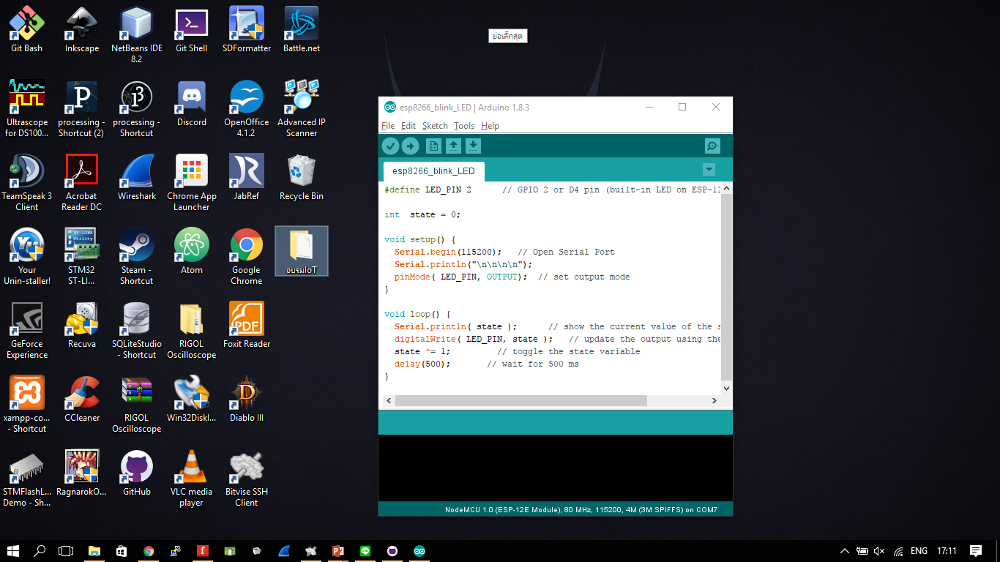 Git Bash
Inkscape
NetBeans IDE
8.2
Git Shell
SDFormatter
Battle.net
ย่อเล็กสุด
Ultrascope
for DS100...
processing -
Shortcut (2)
processing -
Shortcut
Discord
OpenOffice
4.1.2
Advanced IP
Scanner
TeamSpeak 3
Client
Acrobat
Reader DC
Wireshark
Chrome App
Launcher
JabRef
Recycle Bin
Your
Unin-staller!
STM32
ST-LI...
Steam -
Shortcut
Atom
Google
Chrome
อบรมIoT
GeForce
Experience
Recuva
SQLiteStudio
- Shortcut
RIGOL
Oscilloscope
Foxit Reader
xampp-co...
- Shortcut
CCleaner
RIGOL
Oscilloscope
Win32DiskI...
Diablo III
STMFlashL...
Demo - Sh...
RagnarokO...
GitHub
VLC media
player
Bitvise SSH
Client
esp8266_blink_LED | Arduino 1.8.3
File Edit Sketch Tools Help
esp8266_blink_LED
#define LED_PIN 2 // GPIO 2 or D4 pin (built-in LED on ESP-12
int state = 0;
void setup() {
Serial.begin(115200); // Open Serial Port
Serial.println("\n\n\n\n");
pinMode( LED_PIN, OUTPUT); // set output mode
}
void loop() {
Serial.println( state ); // show the current value of the s
digitalWrite( LED_PIN, state ); // update the output using the
state ^= 1; // toggle the state variable
delay(500); // wait for 500 ms
}
NodeMCU 1.0 (ESP-12E Module), 80 MHz, 115200, 4M (3M SPIFFS) on COM7
ENG 17:11